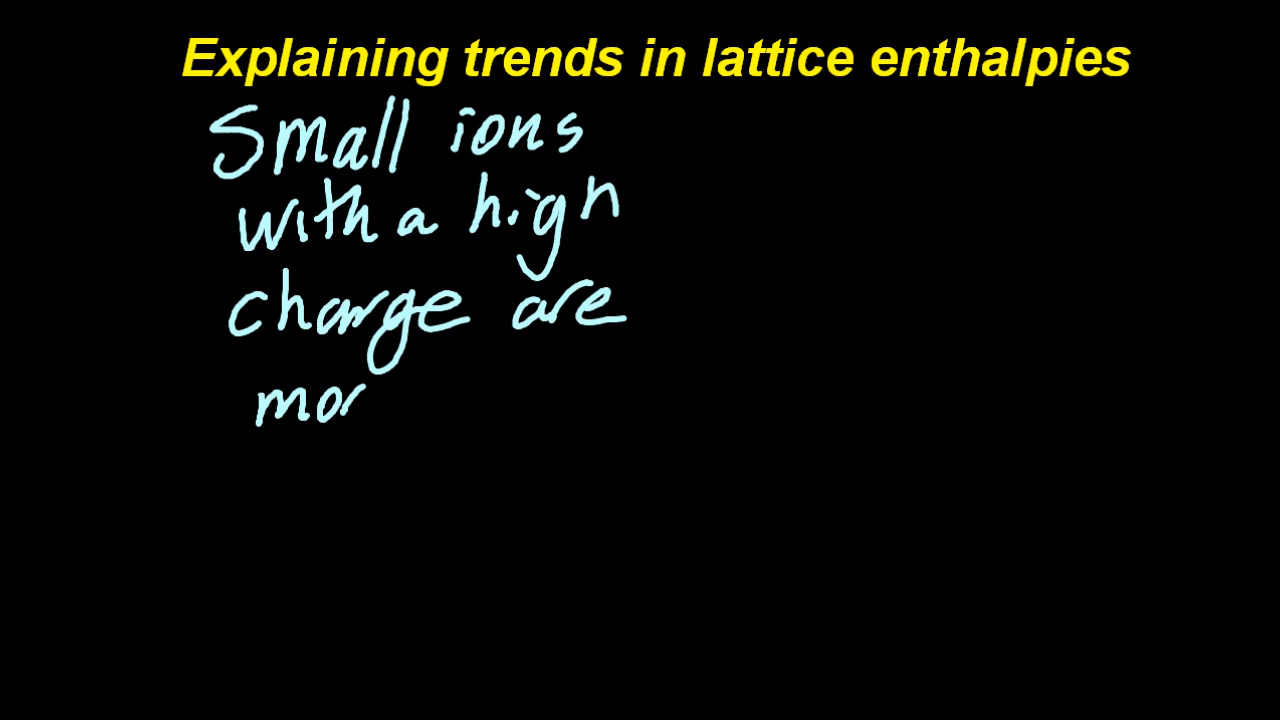 Explaining trends in lattice enthalpies
Small ions
with a high
charge are
mor